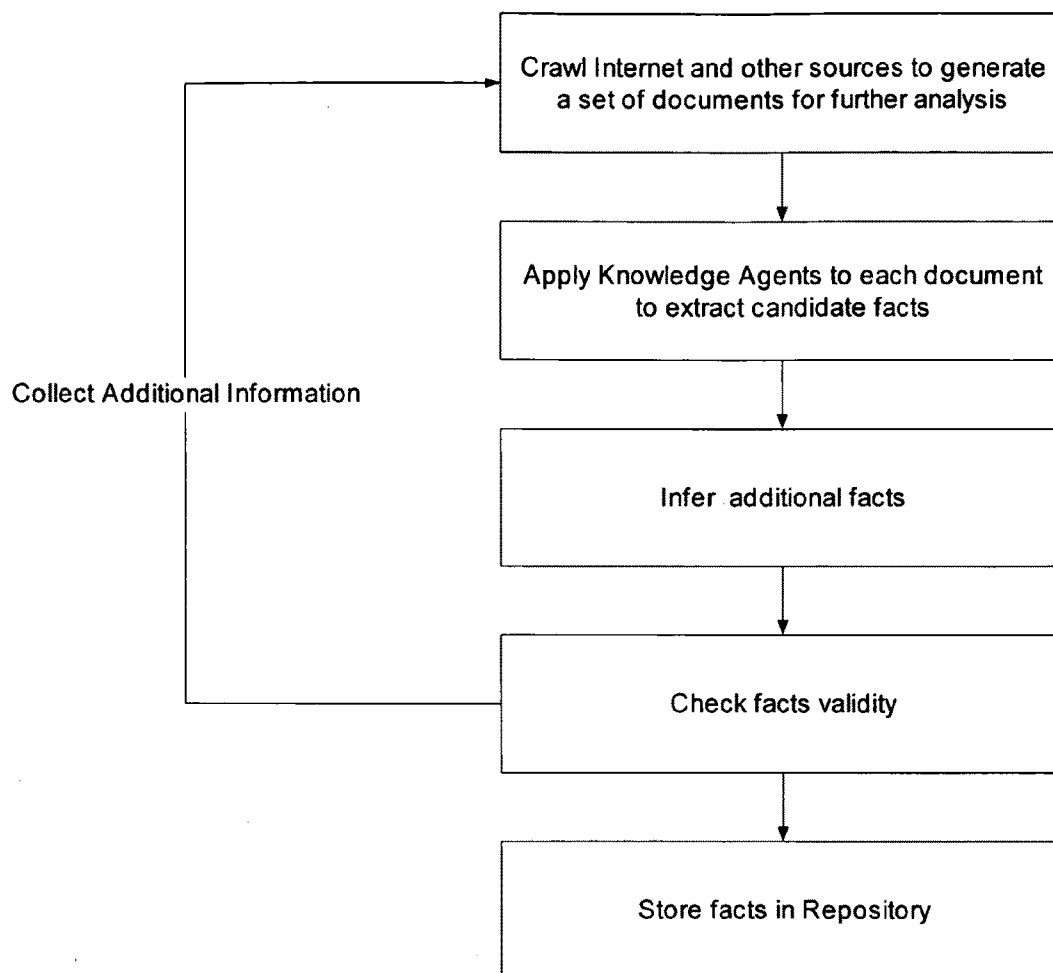 Crawl Internet and other sources to generate
a set of documents for further analysis
Apply Knowledge Agents to each document
to extract candidate facts
Collect Additional Information
Infer additional facts
Check facts validity
Store facts in Repository